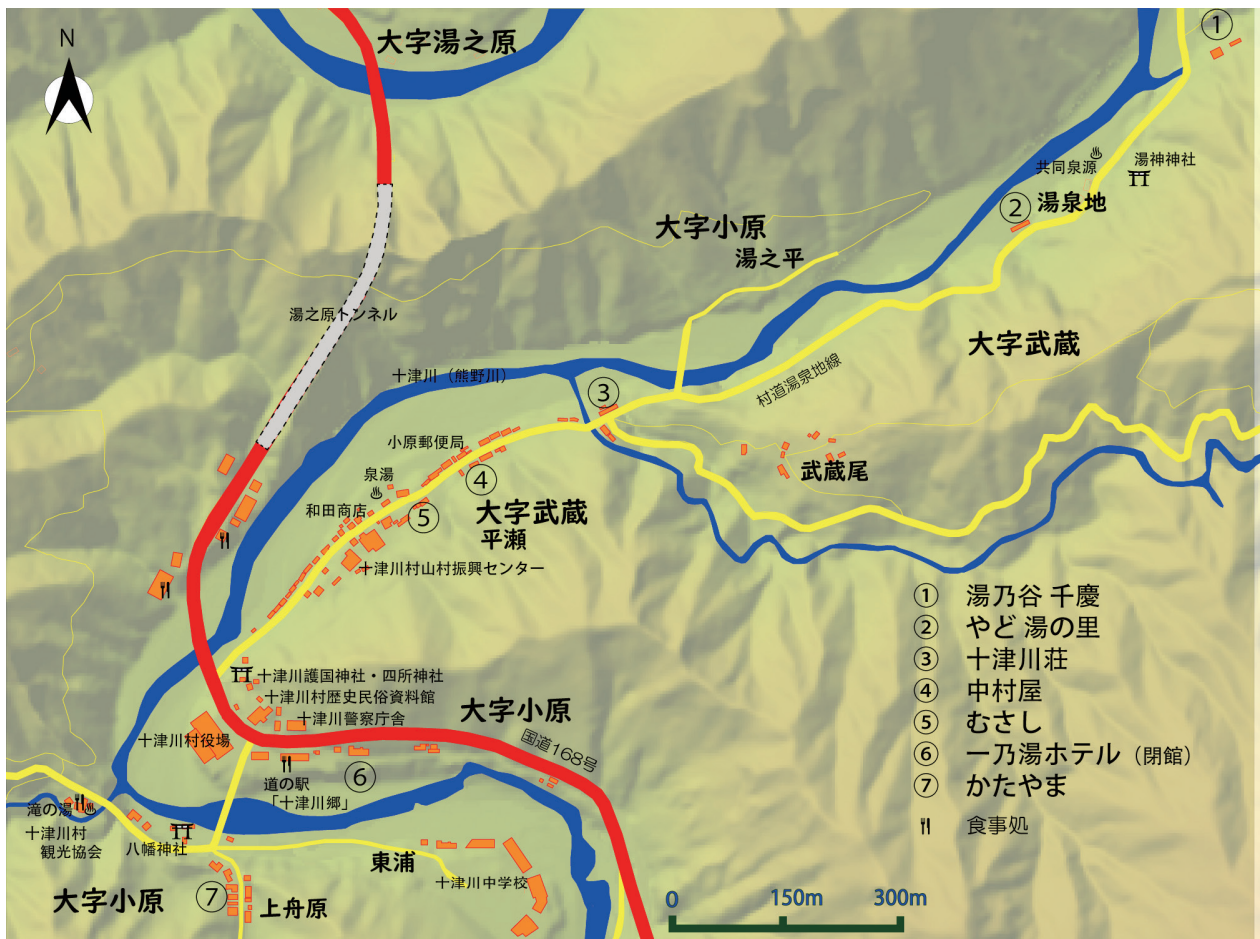 N
大字湯之原
①
共同泉源
湯神神社
②
湯泉地
大字小原
湯之平
湯之原トンネル
大字武蔵
十津川（熊野川）
村道湯泉地線
③
小原郵便局
武蔵尾
泉湯
④
和田商店
⑤
大字武蔵
平瀬
十津川村山村振興センター
十津川護国神社・四所神社
十津川村歴史民俗資料館
十津川警察庁舎
大字小原
国道168号
十津川村役場
⑥
道の駅
「十津川郷」
滝の湯
十津川村
観光協会
八幡神社
東浦
十津川中学校
大字小原
⑦
上舟原
① 湯乃谷 千慶
② やど 湯の里
③ 十津川荘
④ 中村屋
⑤ むさし
⑥ 一乃湯ホテル（閉館）
⑦ かたやま
食事処
0 150m 300m